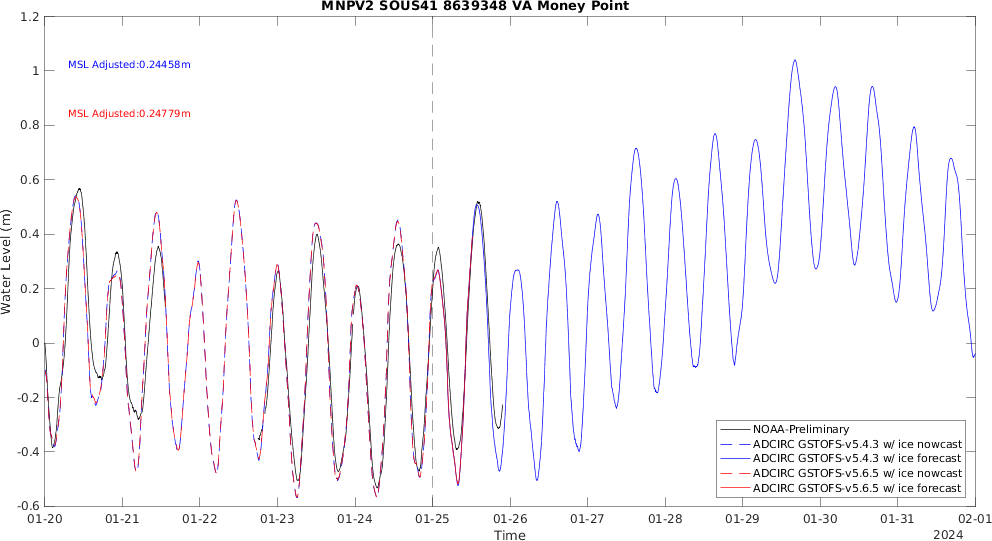 MNPV2 SOUS41 8639348 VA Money Point
MSL Adjusted:0.24458m
MSL Adjusted:0.24779m
Water Level (m)
1.2
1
0.8
0.6
0.4
0.2
0
-0.2
-0.4
-0.6
NOAA-Preliminary
ADCIRC GSTOFS-v5.4.3 w/ ice nowcast
ADCIRC GSTOFS-v5.4.3 w/ ice forecast
ADCIRC GSTOFS-v5.6.5 w/ ice nowcast
ADCIRC GSTOFS-v5.6.5 w/ ice forecast
01-20 01-21 01-22 01-23 01-24 01-25 01-26 01-27 01-28 01-29 01-30 01-31 02-01
Time
2024